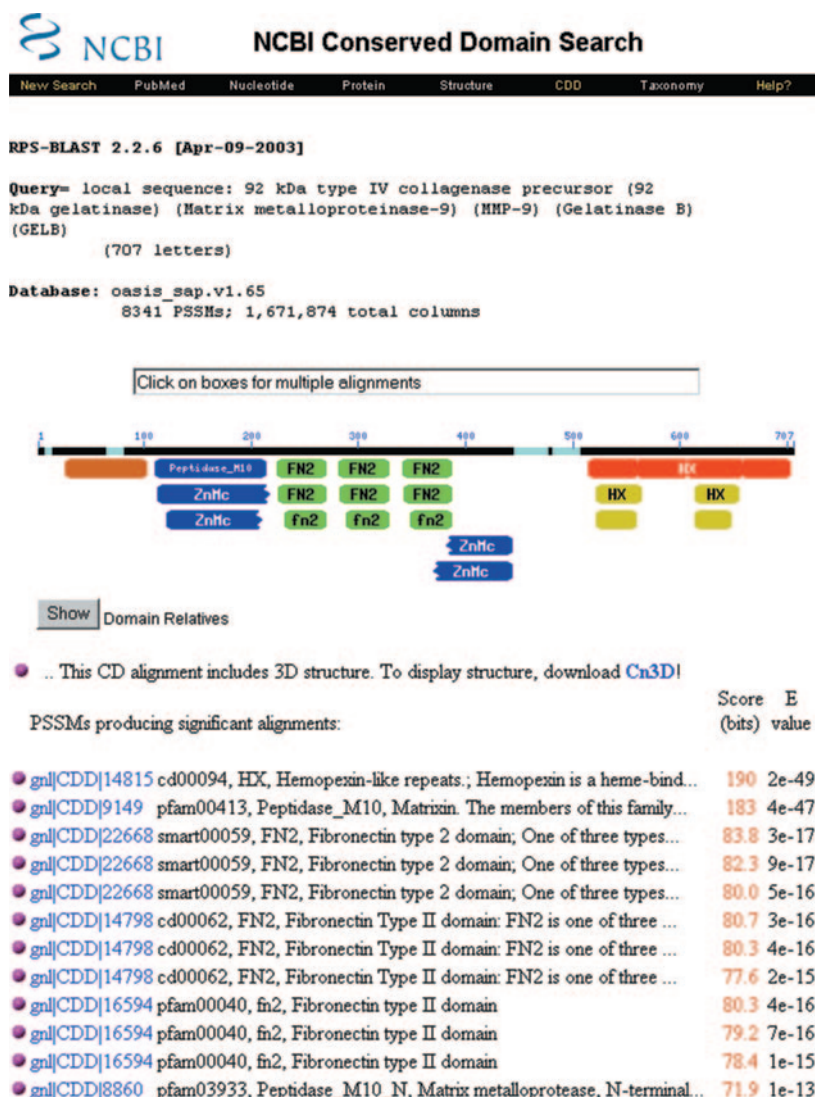 NCBI
NCBI Conserved Domain Search
New Search PubMed Nucleotide Protein Structure CDD Taxonomy Help?
RPS-BLAST 2.2.6 [Apr-09-2003]
Query= local sequence: 92 kDa type IV collagenase precursor (92
kDa gelatinase) (Matrix metalloproteinase-9) (MMP-9) (Gelatinase B)
(GELB)
(707 letters)
Database: oasis_sap.v1.65
8341 PSSMs; 1,671,874 total columns
Click on boxes for multiple alignments
1 100 200 300 400 500 600 707
Peptidase_M10 FN2 FN2 FN2 HX
ZnMc FN2 FN2 FN2 HX HX
ZnMc fn2 fn2 fn2
ZnMc
ZnMc
Show Domain Relatives
.. This CD alignment includes 3D structure. To display structure, download Cn3D!
Score E
PSSMs producing significant alignments: (bits) value
gnl|CDD|14815 cd00094, HX, Hemopexin-like repeats.; Hemopexin is a heme-bind... 190 2e-49
gnl|CDD|9149 pfam00413, Peptidase_M10, Matrixin. The members of this family... 183 4e-47
gnl|CDD|22668 smart00059, FN2, Fibronectin type 2 domain; One of three types... 83.8 3e-17
gnl|CDD|22668 smart00059, FN2, Fibronectin type 2 domain; One of three types... 82.3 9e-17
gnl|CDD|22668 smart00059, FN2, Fibronectin type 2 domain; One of three types... 80.0 5e-16
gnl|CDD|14798 cd00062, FN2, Fibronectin Type II domain: FN2 is one of three ... 80.7 3e-16
gnl|CDD|14798 cd00062, FN2, Fibronectin Type II domain: FN2 is one of three ... 80.3 4e-16
gnl|CDD|14798 cd00062, FN2, Fibronectin Type II domain: FN2 is one of three ... 77.6 2e-15
gnl|CDD|16594 pfam00040, fn2, Fibronectin type II domain 80.3 4e-16
gnl|CDD|16594 pfam00040, fn2, Fibronectin type II domain 79.2 7e-16
gnl|CDD|16594 pfam00040, fn2, Fibronectin type II domain 78.4 1e-15
gnl|CDD|8860 pfam03933, Peptidase_M10_N, Matrix metalloprotease, N-terminal... 71.9 1e-13